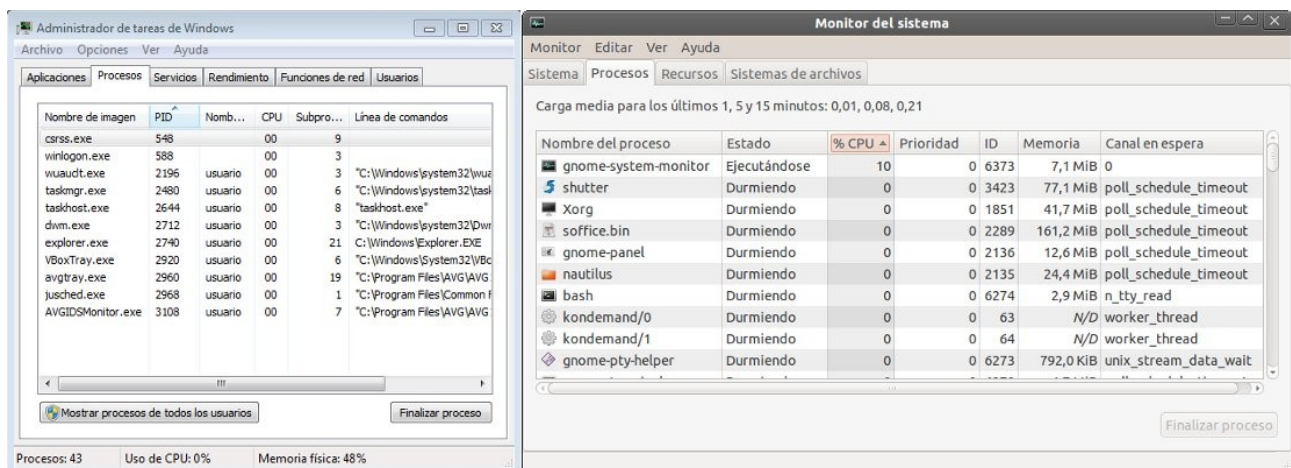 Administrador de tareas de Windows
Archivo Opciones Ver Ayuda
Aplicaciones Procesos Servicios Rendimiento Funciones de red Usuarios
Nombre de imagen PID Nomb... CPU Subpro... Línea de comandos
csrss.exe 548 00 9
winlogon.exe 588 00 3
wuauclt.exe 2196 usuario 00 3 "C:\Windows\system32\wua
taskmgr.exe 2480 usuario 00 6 "C:\Windows\system32\task
taskhost.exe 2644 usuario 00 8 "taskhost.exe"
dwm.exe 2712 usuario 00 3 "C:\Windows\system32\Dwm
explorer.exe 2740 usuario 00 21 C:\Windows\Explorer.EXE
VBoxTray.exe 2920 usuario 00 6 "C:\Windows\System32\VBo
avgtray.exe 2960 usuario 00 19 "C:\Program Files\AVG\AVG
jusched.exe 2968 usuario 00 1 "C:\Program Files\Common F
AVGIDSMonitor.exe 3108 usuario 00 7 "C:\Program Files\AVG\AVG
Mostrar procesos de todos los usuarios Finalizar proceso
Procesos: 43 Uso de CPU: 0% Memoria física: 48%
Monitor del sistema
Monitor Editar Ver Ayuda
Sistema Procesos Recursos Sistemas de archivos
Carga media para los últimos 1, 5 y 15 minutos: 0,01, 0,08, 0,21
Nombre del proceso Estado % CPU Prioridad ID Memoria Canal en espera
gnome-system-monitor Ejecutándose 10 0 6373 7,1 MiB 0
shutter Durmiendo 0 0 3423 77,1 MiB poll_schedule_timeout
Xorg Durmiendo 0 0 1851 41,7 MiB poll_schedule_timeout
soffice.bin Durmiendo 0 0 2289 161,2 MiB poll_schedule_timeout
gnome-panel Durmiendo 0 0 2136 12,6 MiB poll_schedule_timeout
nautilus Durmiendo 0 0 2135 24,4 MiB poll_schedule_timeout
bash Durmiendo 0 0 6274 2,9 MiB n_tty_read
kondemand/0 Durmiendo 0 0 63 N/D worker_thread
kondemand/1 Durmiendo 0 0 64 N/D worker_thread
gnome-pty-helper Durmiendo 0 0 6273 792,0 KiB unix_stream_data_wait
Finalizar proceso